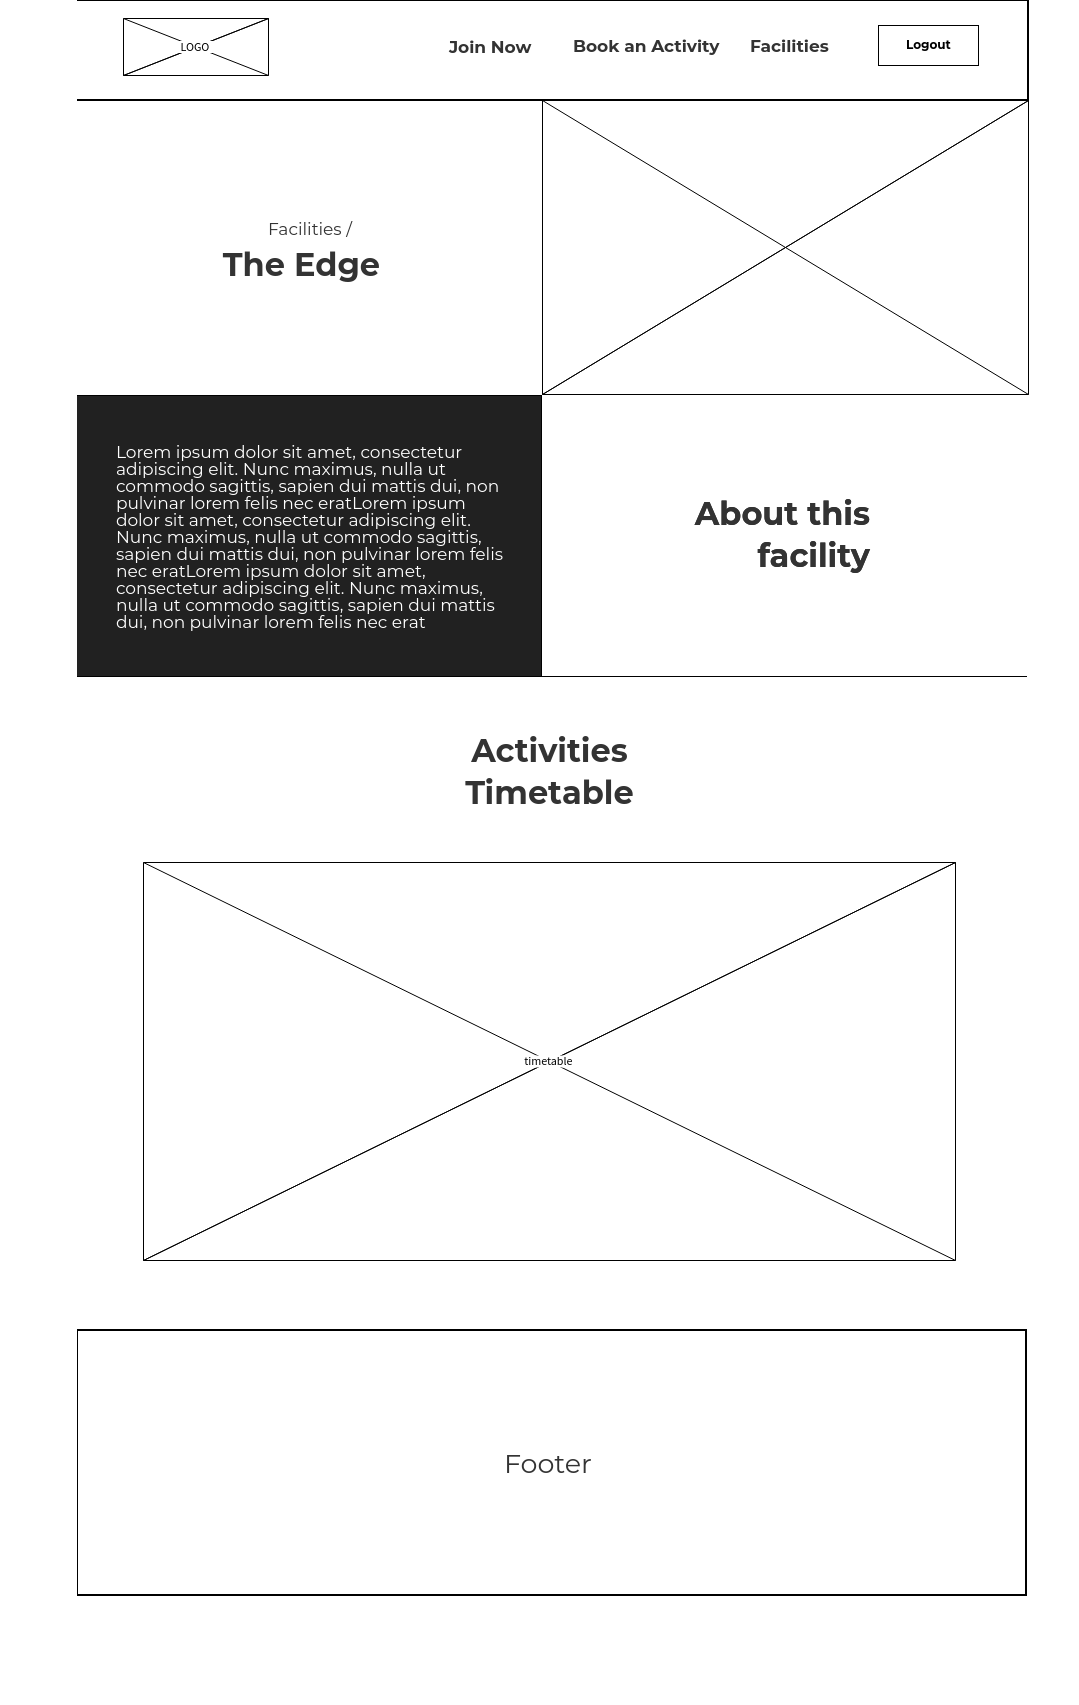 LOGO
Join Now
Book an Activity
Facilities
Logout
Facilities /
The Edge
Lorem ipsum dolor sit amet, consectetur
adipiscing elit. Nunc maximus, nulla ut
commodo sagittis, sapien dui mattis dui, non
pulvinar lorem felis nec eratLorem ipsum
dolor sit amet, consectetur adipiscing elit.
Nunc maximus, nulla ut commodo sagittis,
sapien dui mattis dui, non pulvinar lorem felis
nec eratLorem ipsum dolor sit amet,
consectetur adipiscing elit. Nunc maximus,
nulla ut commodo sagittis, sapien dui mattis
dui, non pulvinar lorem felis nec erat
About this
facility
Activities
Timetable
timetable
Footer